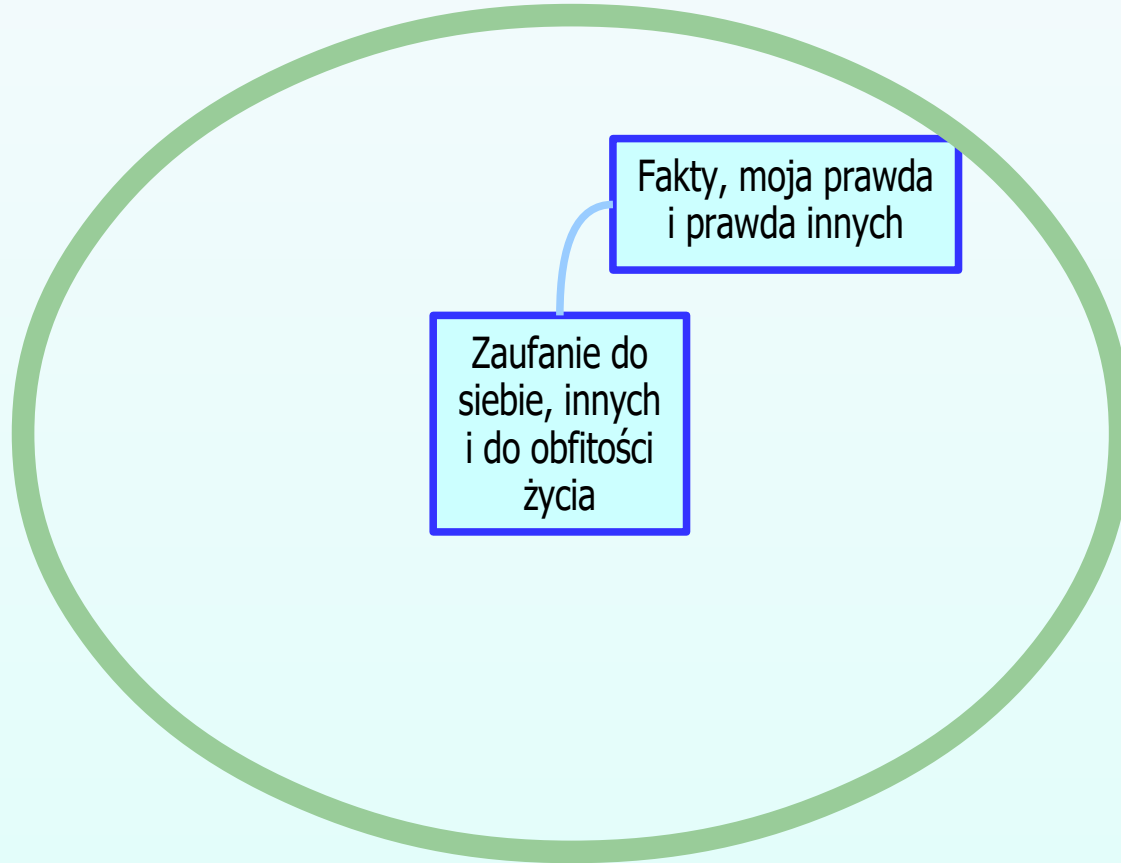 Fakty, moja prawda
i prawda innych
Zaufanie do
siebie, innych
i do obfitości
życia